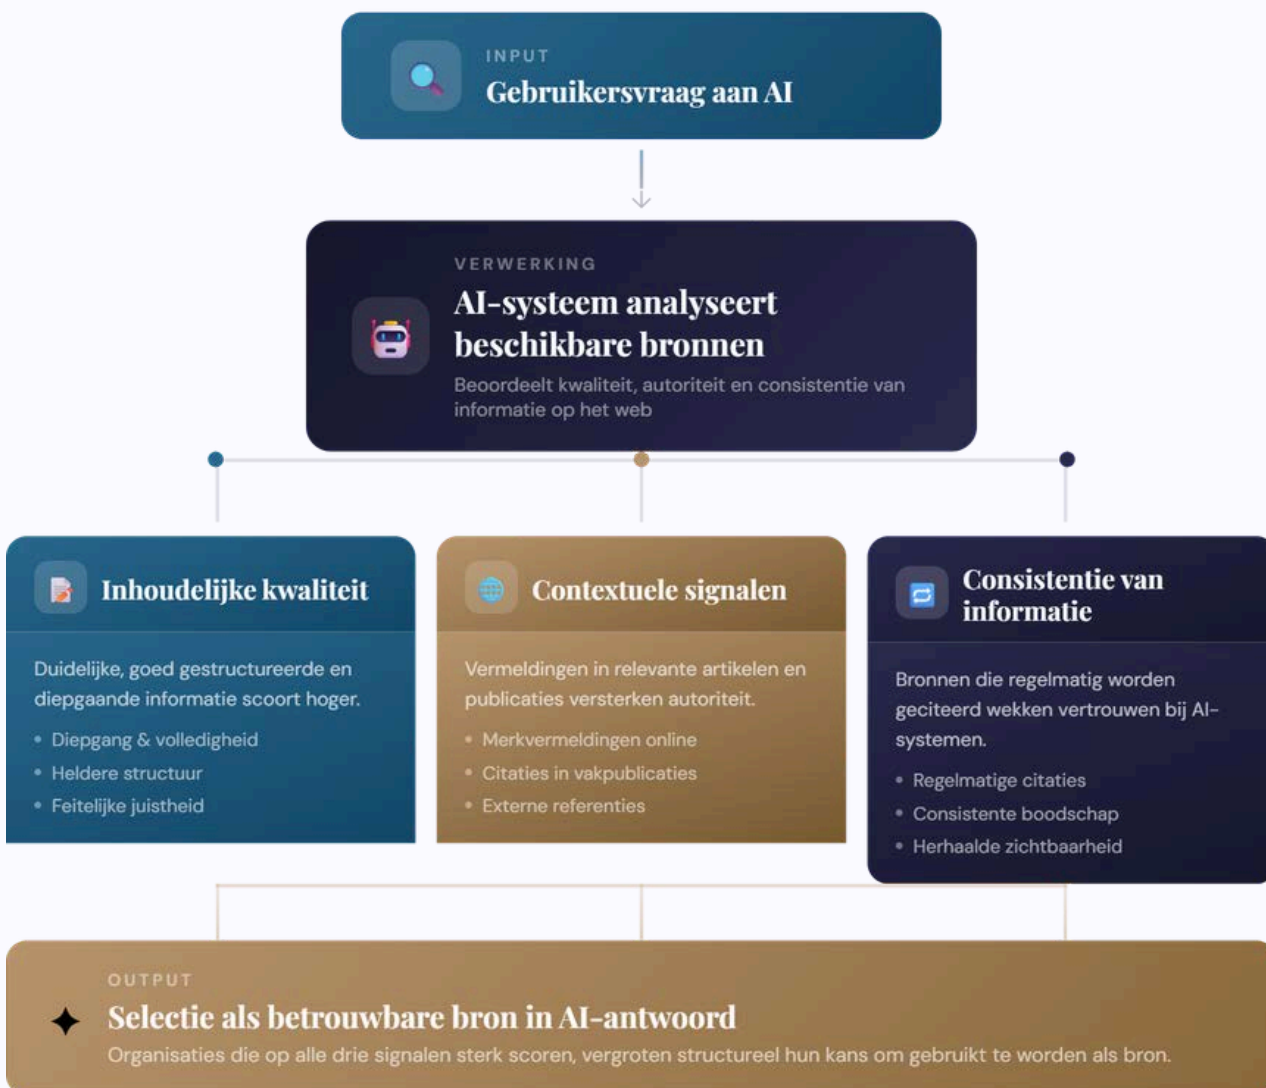 INPUT
Gebruikersvraag aan AI
VERWERKING
AI-systeem analyseert
beschikbare bronnen
Beoordeelt kwaliteit, autoriteit en consistentie van
informatie op het web
Inhoudelijke kwaliteit
Duidelijke, goed gestructureerde en
diepgaande informatie scoort hoger.
• Diepgang & volledigheid
• Heldere structuur
• Feitelijke juistheid
Contextuele signalen
Vermeldingen in relevante artikelen en
publicaties versterken autoriteit.
• Merkvermeldingen online
• Citaties in vakpublicaties
• Externe referenties
Consistentie van
informatie
Bronnen die regelmatig worden
geciteerd wekken vertrouwen bij AI-
systemen.
• Regelmatige citaties
• Consistente boodschap
• Herhaalde zichtbaarheid
OUTPUT
Selectie als betrouwbare bron in AI-antwoord
Organisaties die op alle drie signalen sterk scoren, vergroten structureel hun kans om gebruikt te worden als bron.